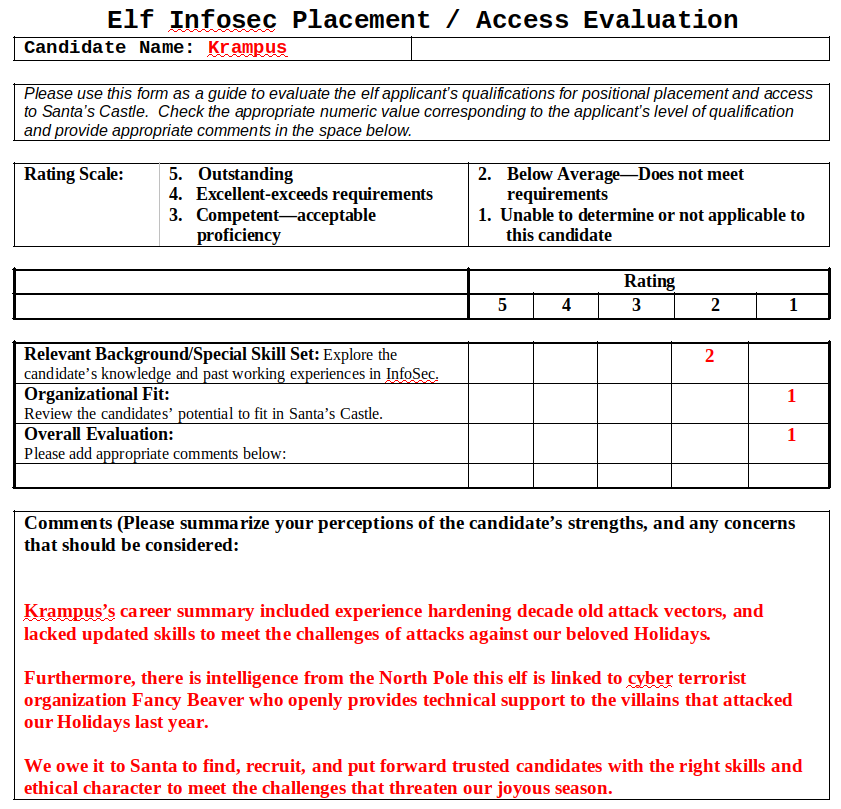 Elf Infosec Placement / Access Evaluation
Candidate Name: Krampus
Please use this form as a guide to evaluate the elf applicant's qualifications for positional placement and access
to Santa's Castle.  Check the appropriate numeric value corresponding to the applicant's level of qualification
and provide appropriate comments in the space below.
Rating Scale:
5. Outstanding
4. Excellent-exceeds requirements
3. Competent—acceptable
proficiency
2. Below Average—Does not meet
requirements
1. Unable to determine or not applicable to
this candidate
Rating
5 4 3 2 1
Relevant Background/Special Skill Set: Explore the
candidate's knowledge and past working experiences in InfoSec.
2
Organizational Fit:
Review the candidates' potential to fit in Santa's Castle.
1
Overall Evaluation:
Please add appropriate comments below:
1
Comments (Please summarize your perceptions of the candidate's strengths, and any concerns
that should be considered:
Krampus's career summary included experience hardening decade old attack vectors, and
lacked updated skills to meet the challenges of attacks against our beloved Holidays.
Furthermore, there is intelligence from the North Pole this elf is linked to cyber terrorist
organization Fancy Beaver who openly provides technical support to the villains that attacked
our Holidays last year.
We owe it to Santa to find, recruit, and put forward trusted candidates with the right skills and
ethical character to meet the challenges that threaten our joyous season.